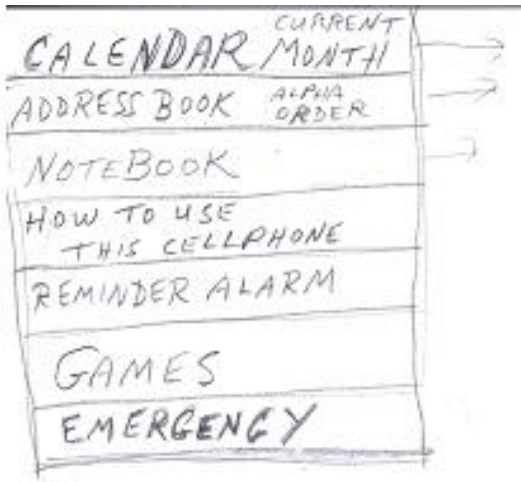 CALENDAR CURRENT MONTH
ADDRESS BOOK ALPHA ORDER
NOTEBOOK
HOW TO USE
THIS CELLPHONE
REMINDER ALARM
GAMES
EMERGENCY